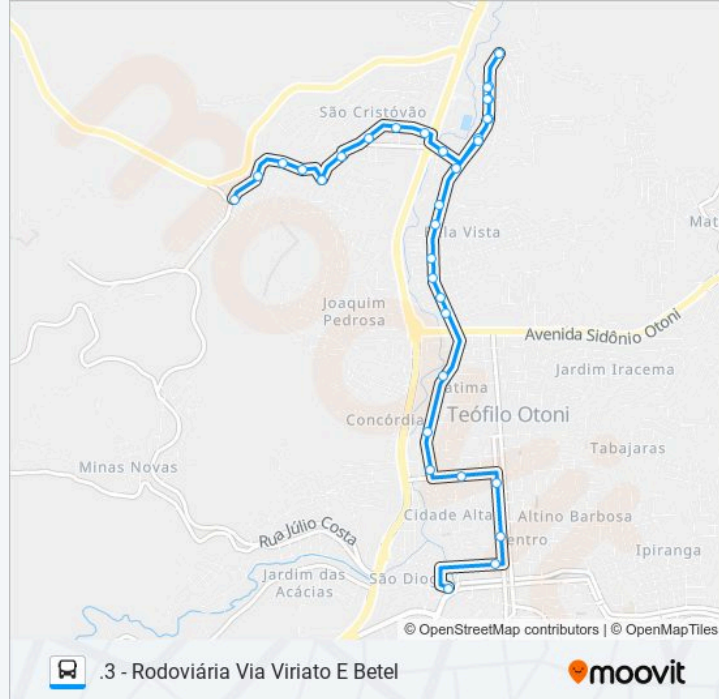 São Cristóvão
Bela Vista
Mat
Joaquim
Pedrosa
Avenida Sidônio Otoni
Jardim Iracema
Fátima
Teófilo Otoni
Concórdia
Tabajaras
Minas Novas
Cidade Alta
Altino Barbosa
Centro
Rua Júlio Costa
Ipiranga
Jardim das
Acácias
São Diogo
© OpenStreetMap contributors | © OpenMapTiles
.3 - Rodoviária Via Viriato E Betel
moovit